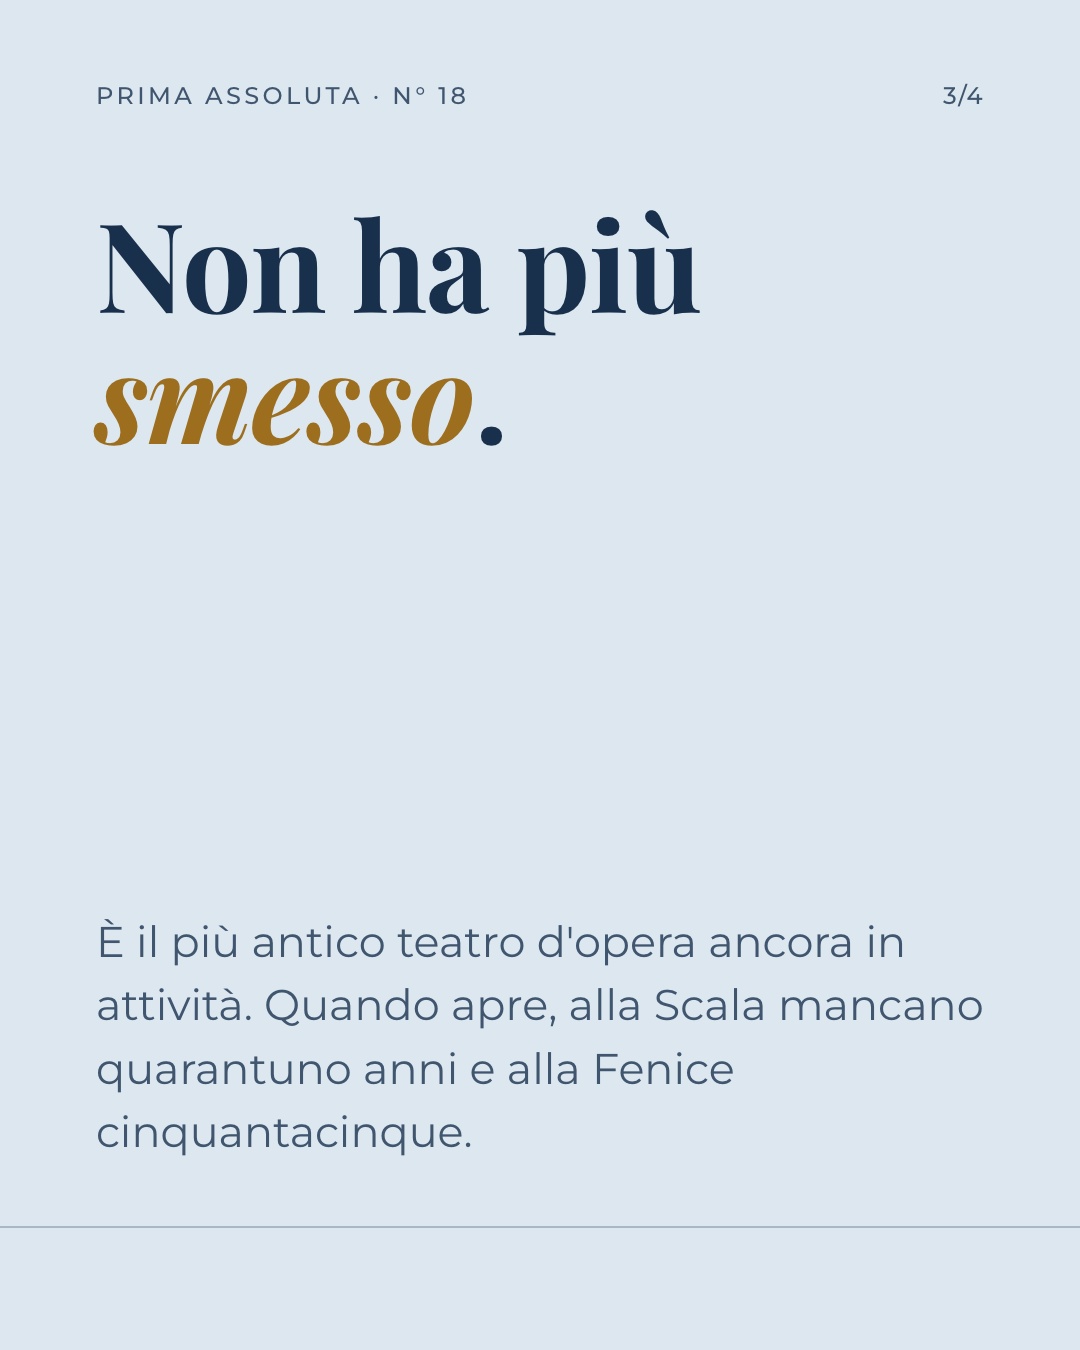 PRIMA ASSOLUTA · N° 18
3/4
Non ha più
smesso.
È il più antico teatro d'opera ancora in
attività. Quando apre, alla Scala mancano
quarantuno anni e alla Fenice
cinquantacinque.